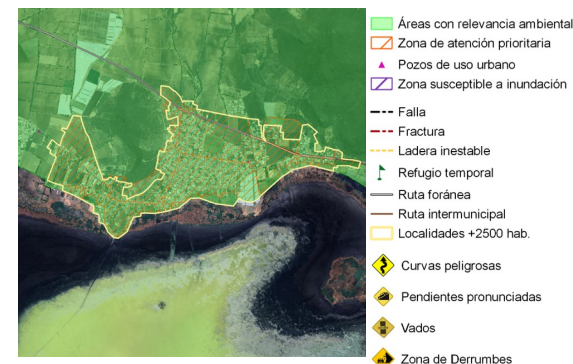 Áreas con relevancia ambiental
Zona de atención prioritaria
Pozos de uso urbano
Zona susceptible a inundación
Falla
Fractura
Ladera inestable
Refugio temporal
Ruta foránea
Ruta intermunicipal
Localidades +2500 hab.
Curvas peligrosas
Pendientes pronunciadas
Vados
Zona de Derrumbes